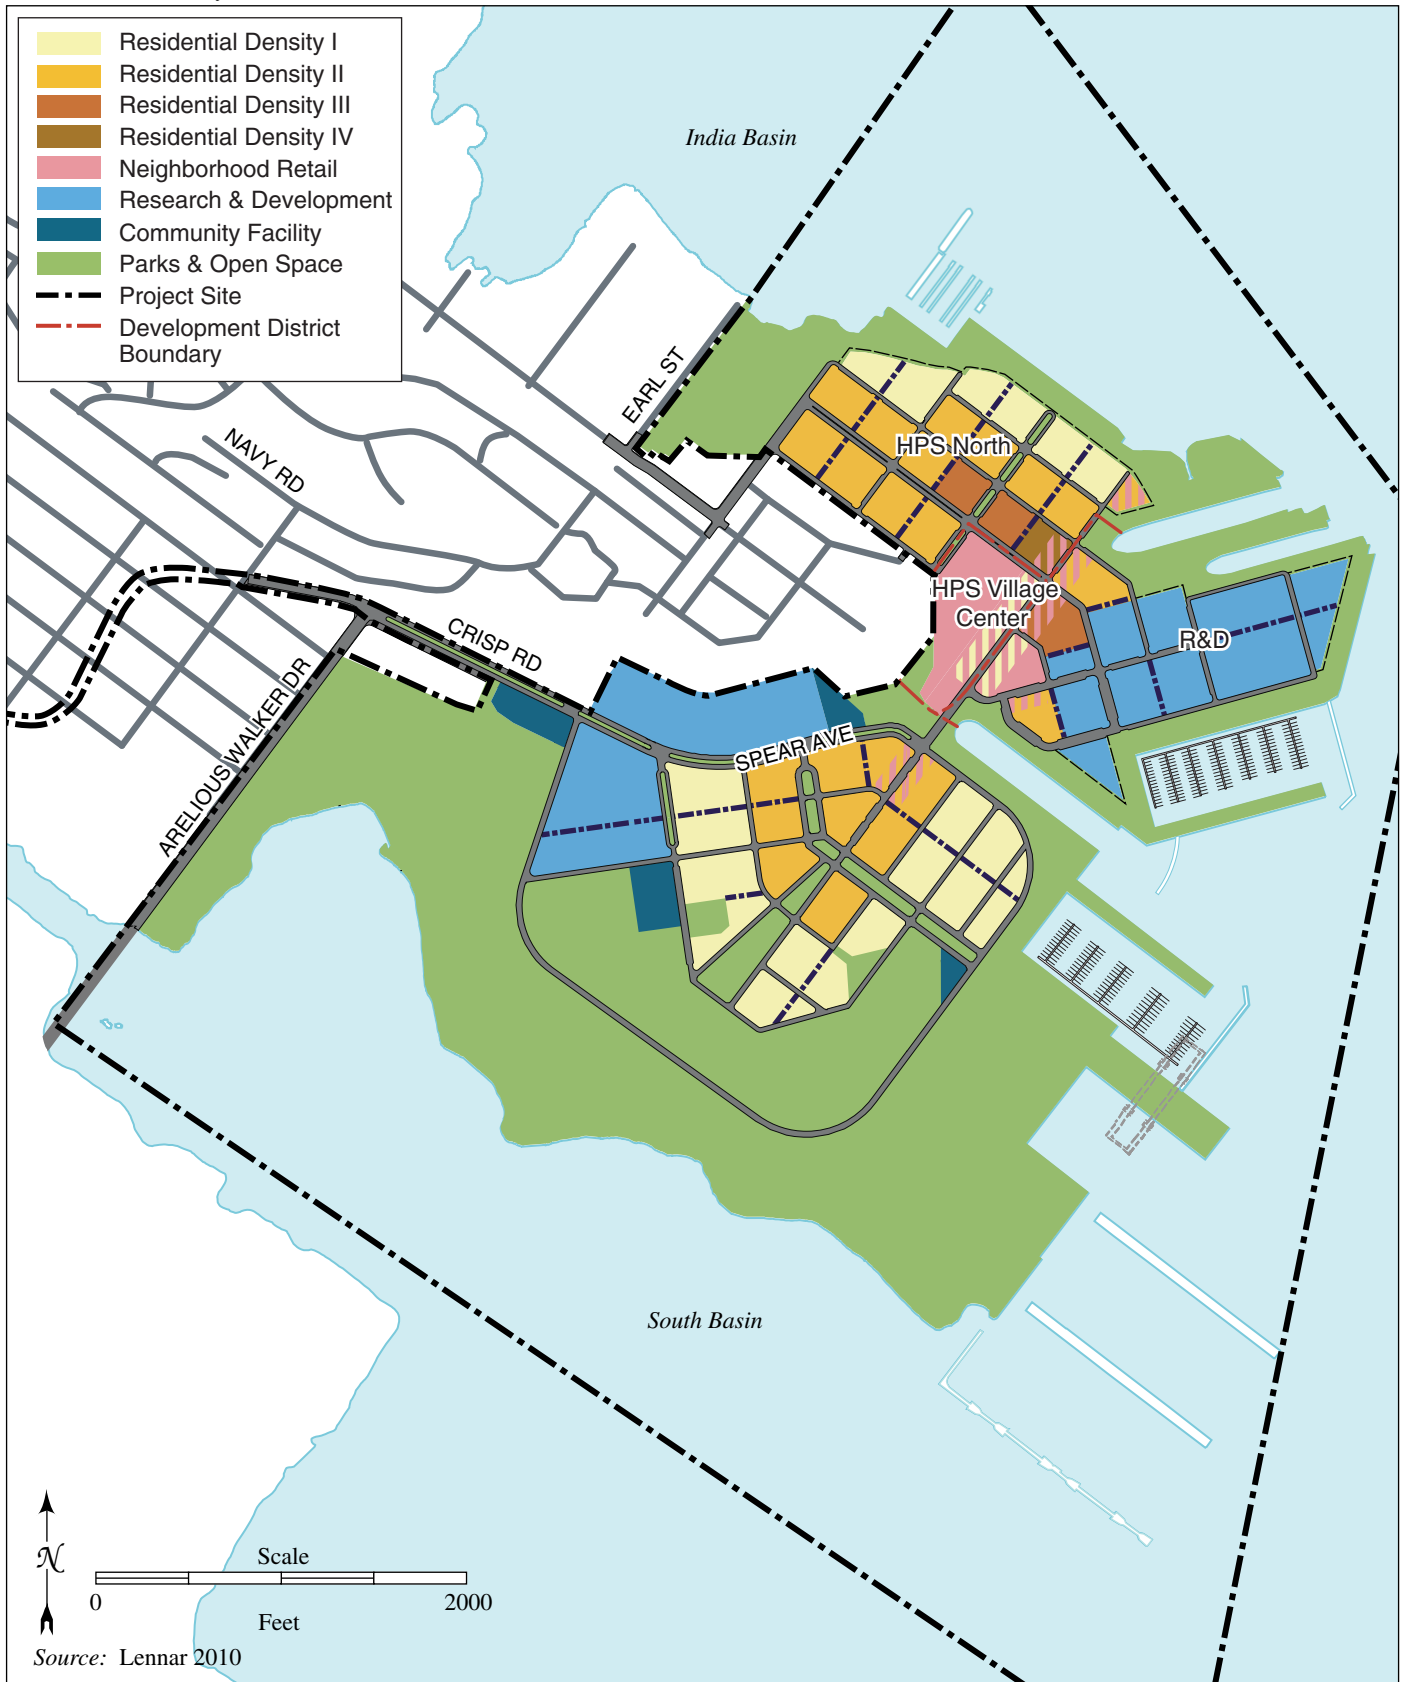 Residential Density I
Residential Density II
Residential Density III
Residential Density IV
Neighborhood Retail
Research & Development
Community Facility
Parks & Open Space
Project Site
Development District
Boundary
India Basin
EARL ST
NAVY RD
HPS North
HPS Village
Center
R&D
CRISP RD
ARELIOUS WALKER DR
SPEAR AVE
South Basin
N
Scale
0 2000
Feet
Source: Lennar 2010